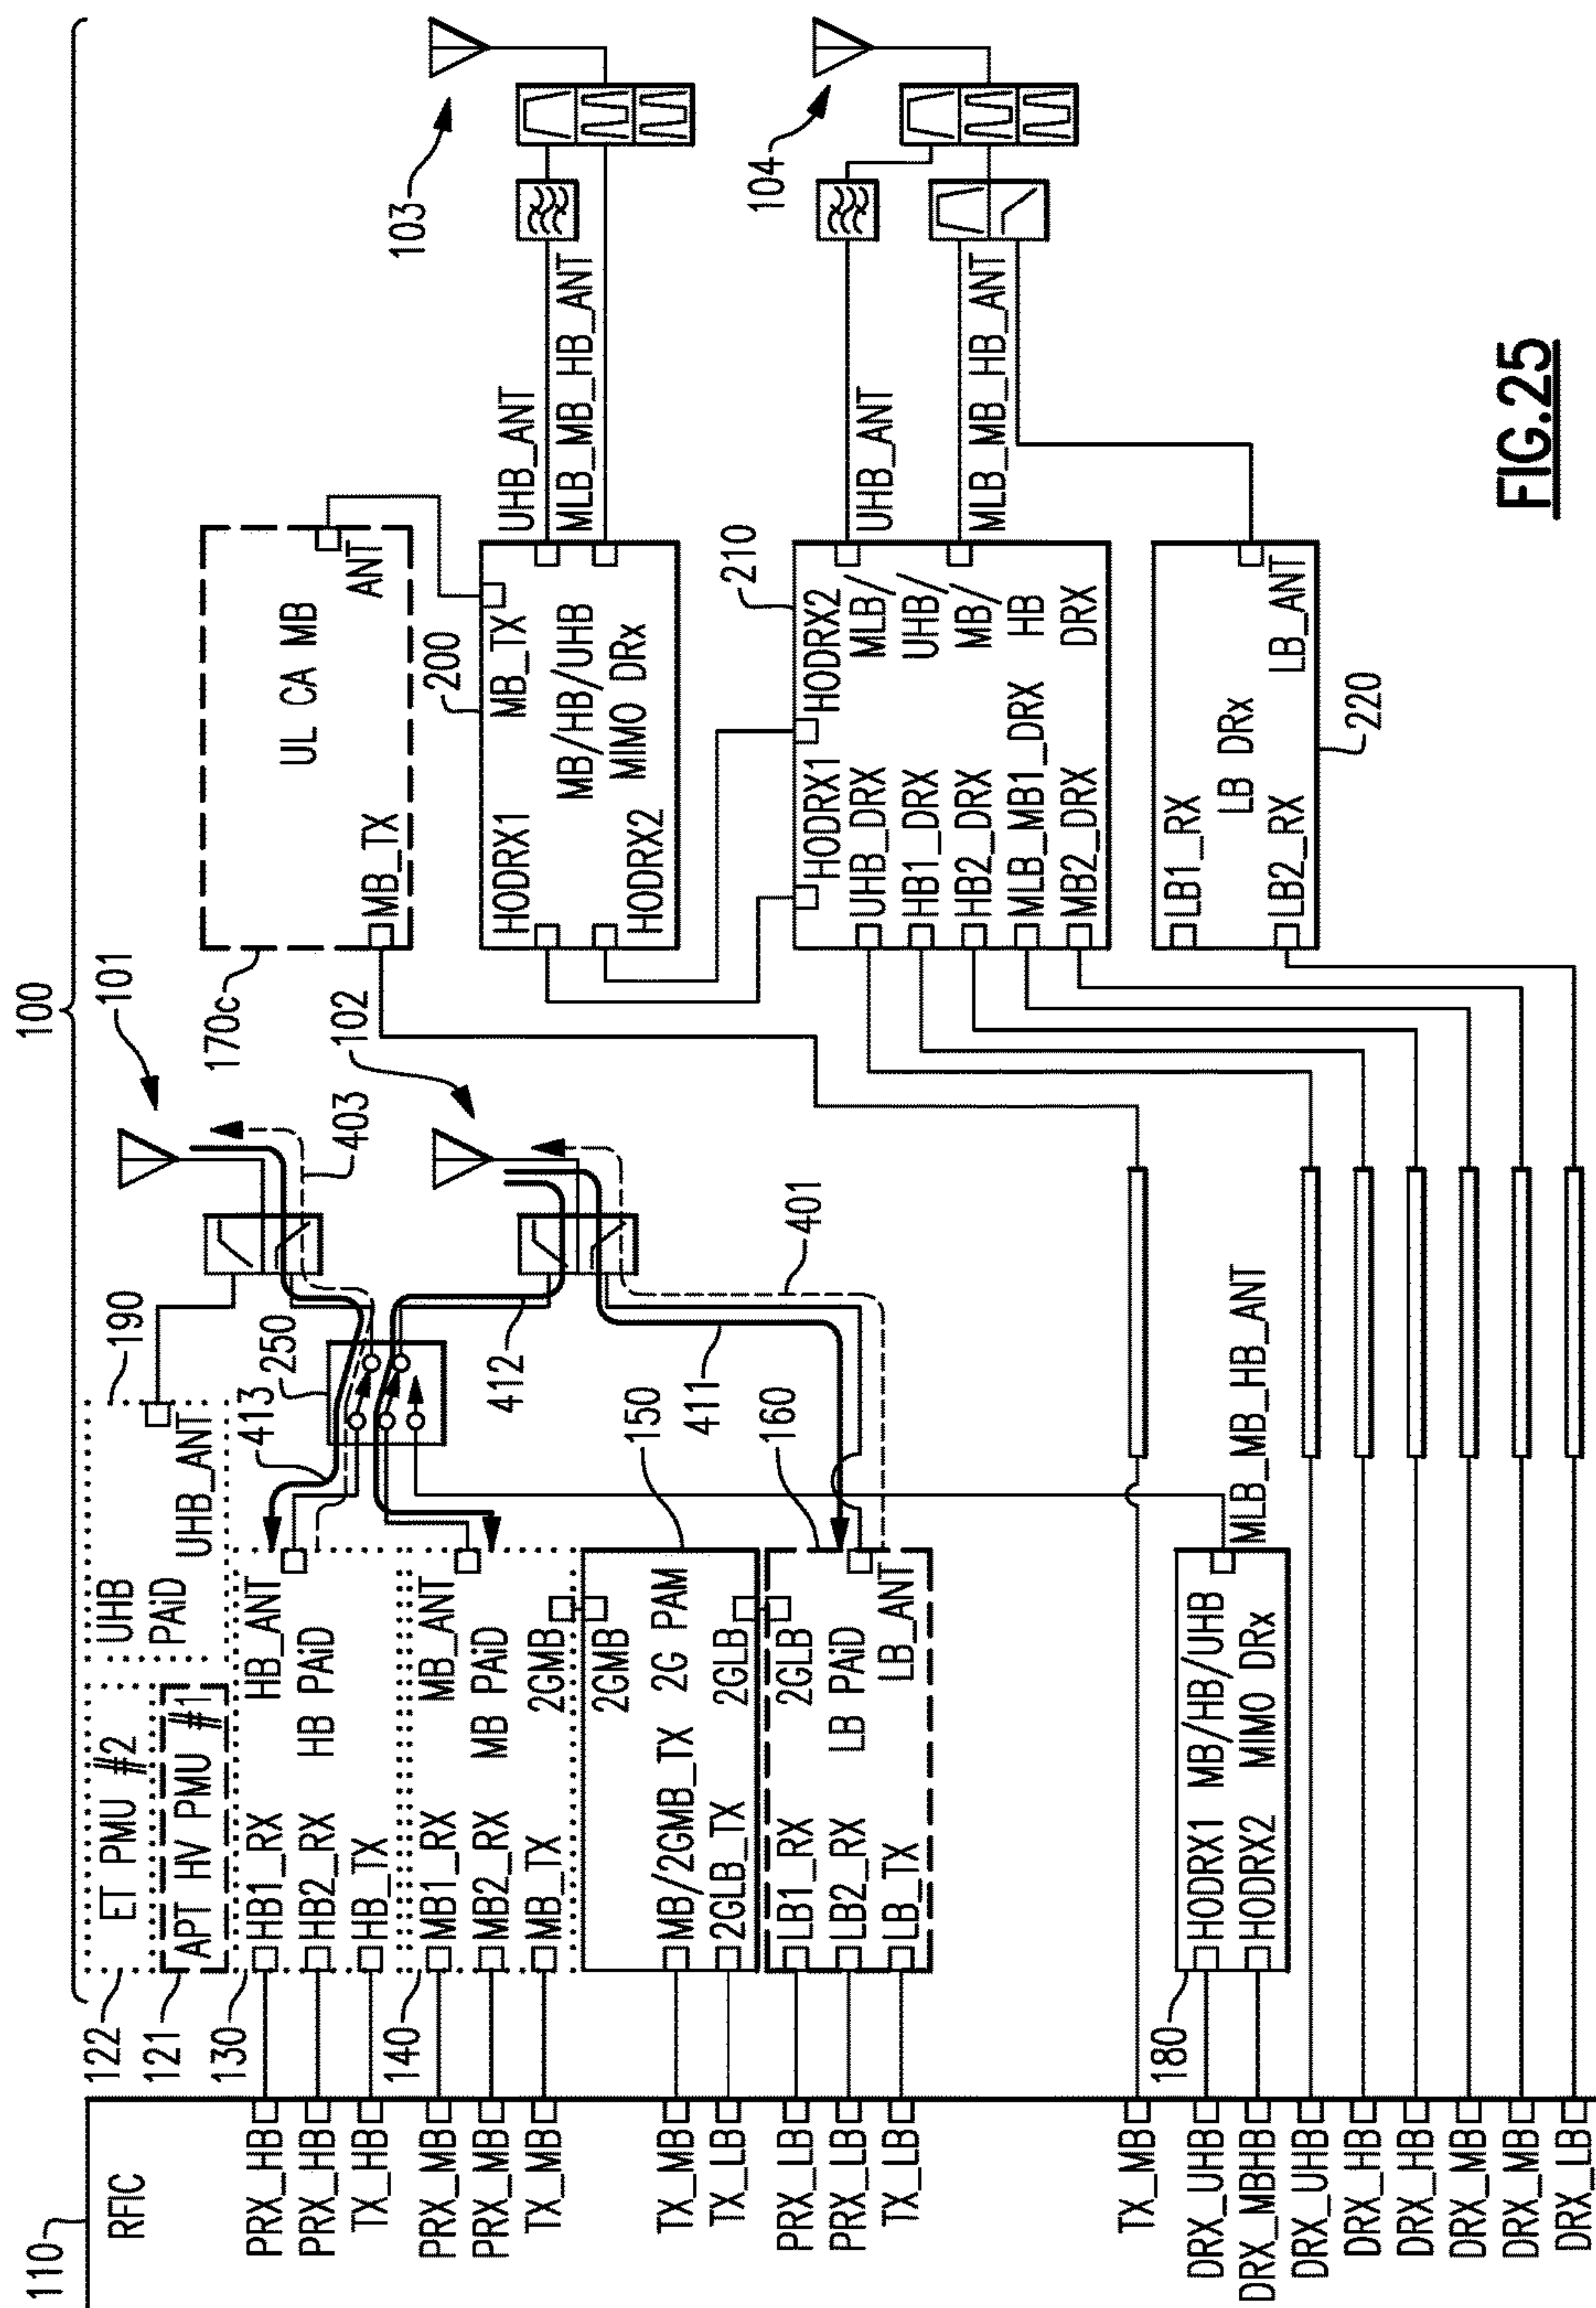 100
110
RFIC
PRX_HB
PRX_HB
TX_HB
PRX_MB
PRX_MB
TX_MB
TX_MB
TX_LB
PRX_LB
PRX_LB
TX_LB
TX_MB
DRX_UHB
DRX_MBHB
DRX_UHB
DRX_HB
DRX_HB
DRX_MB
DRX_MB
DRX_LB
122
ET PMU #2
121
APT HV PMU #1
190
UHB
PAiD
UHB_ANT
130
HB1_RX
HB2_RX
HB_TX
HB_ANT
HB PAiD
140
MB1_RX
MB2_RX
MB_TX
MB_ANT
MB PAiD
2GMB
150
2GMB
MB/2GMB_TX
2G PAM
2GLB_TX
2GLB
160
2GLB
LB1_RX
LB2_RX
LB_TX
LB PAiD
LB_ANT
180
HODRX1
HODRX2
MB/HB/UHB
MIMO DRx
MLB_MB_HB_ANT
413
250
412
411
401
403
101
102
170c
UL CA MB
MB_TX
ANT
200
MB_TX
HODRX1
HODRX2
MB/HB/UHB
MIMO DRx
UHB_ANT
MLB_MB_HB_ANT
103
210
HODRX1
HODRX2
UHB_DRX
HB1_DRX
HB2_DRX
MLB_MB1_DRX
MB2_DRX
MLB/
UHB/
MB/
HB
DRX
UHB_ANT
MLB_MB_HB_ANT
104
LB1_RX
LB DRx
LB2_RX
LB_ANT
220
FIG.25